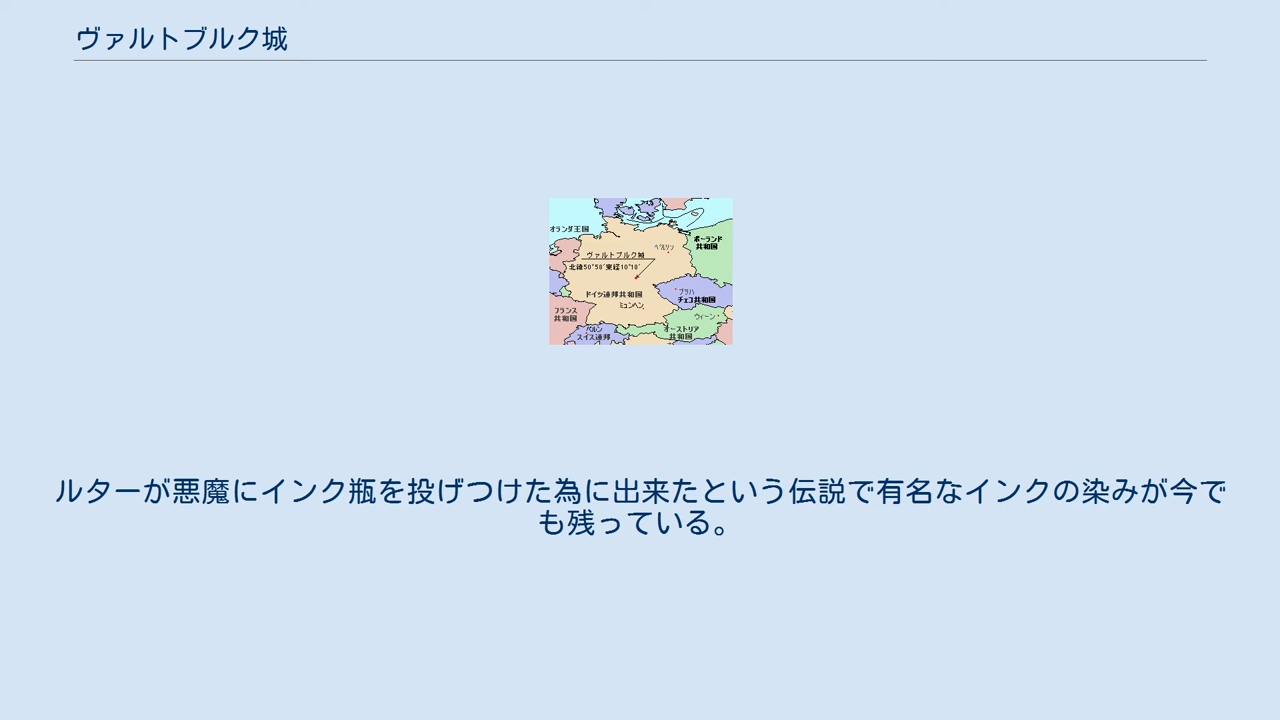 ヴァルトブルク城
オランダ王国
ポーランド
共和国
ベルリン
ヴァルトブルク城
北緯50°50′東経10°10′
プラハ
チェコ共和国
ドイツ連邦共和国
ミュンヘン
フランス
共和国
ウィーン
ベルン
スイス連邦
オーストリア
共和国
ルターが悪魔にインク瓶を投げつけた為に出来たという伝説で有名なインクの染みが今で
も残っている。